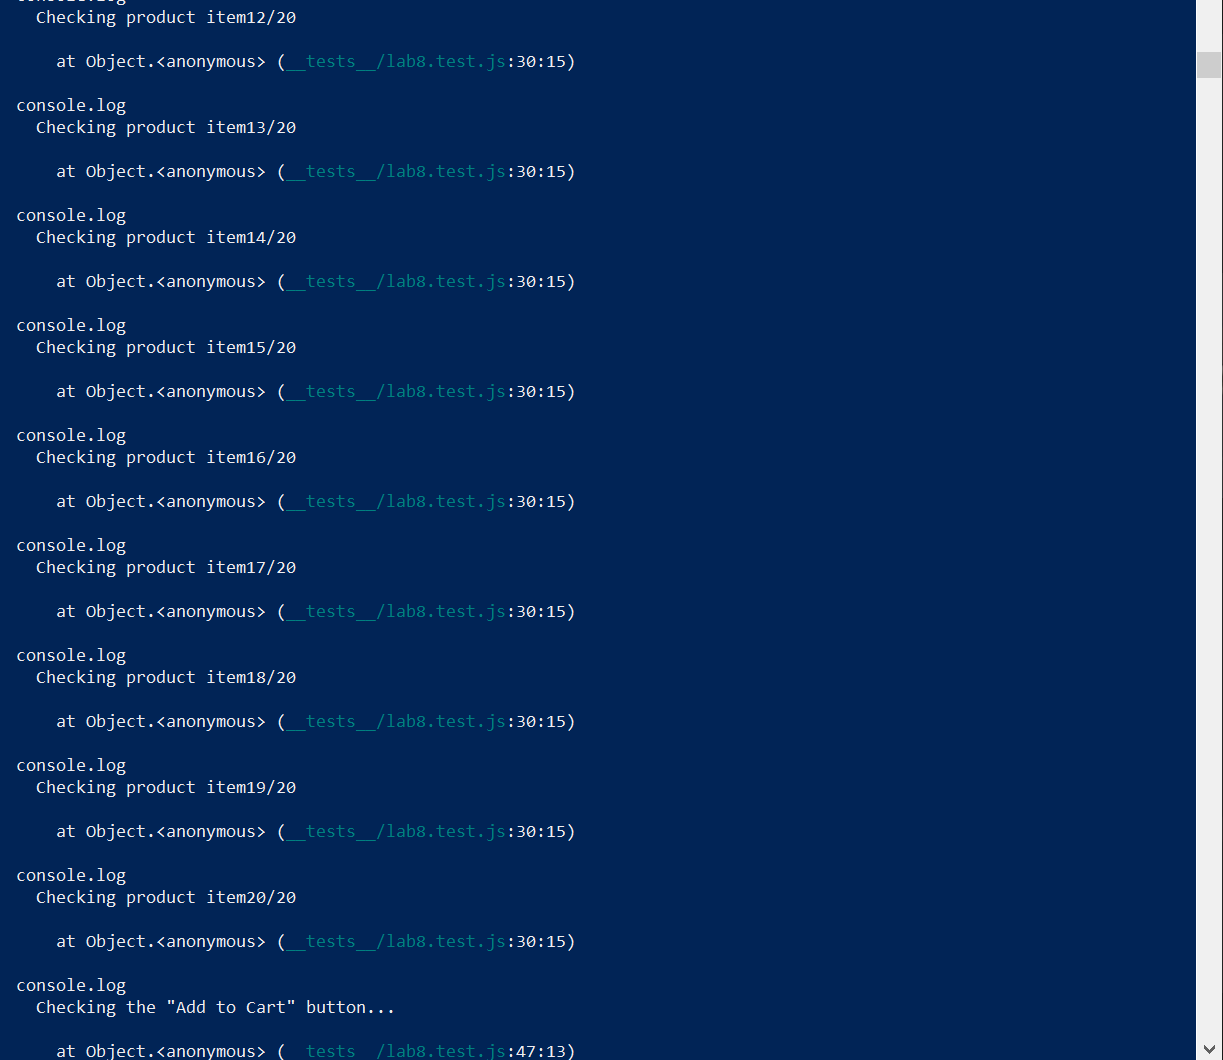 console.log
Checking product item12/20
at Object.<anonymous> (__tests__/lab8.test.js:30:15)
console.log
Checking product item13/20
at Object.<anonymous> (__tests__/lab8.test.js:30:15)
console.log
Checking product item14/20
at Object.<anonymous> (__tests__/lab8.test.js:30:15)
console.log
Checking product item15/20
at Object.<anonymous> (__tests__/lab8.test.js:30:15)
console.log
Checking product item16/20
at Object.<anonymous> (__tests__/lab8.test.js:30:15)
console.log
Checking product item17/20
at Object.<anonymous> (__tests__/lab8.test.js:30:15)
console.log
Checking product item18/20
at Object.<anonymous> (__tests__/lab8.test.js:30:15)
console.log
Checking product item19/20
at Object.<anonymous> (__tests__/lab8.test.js:30:15)
console.log
Checking product item20/20
at Object.<anonymous> (__tests__/lab8.test.js:30:15)
console.log
Checking the "Add to Cart" button...
at Object.<anonymous> (__tests__/lab8.test.js:47:13)